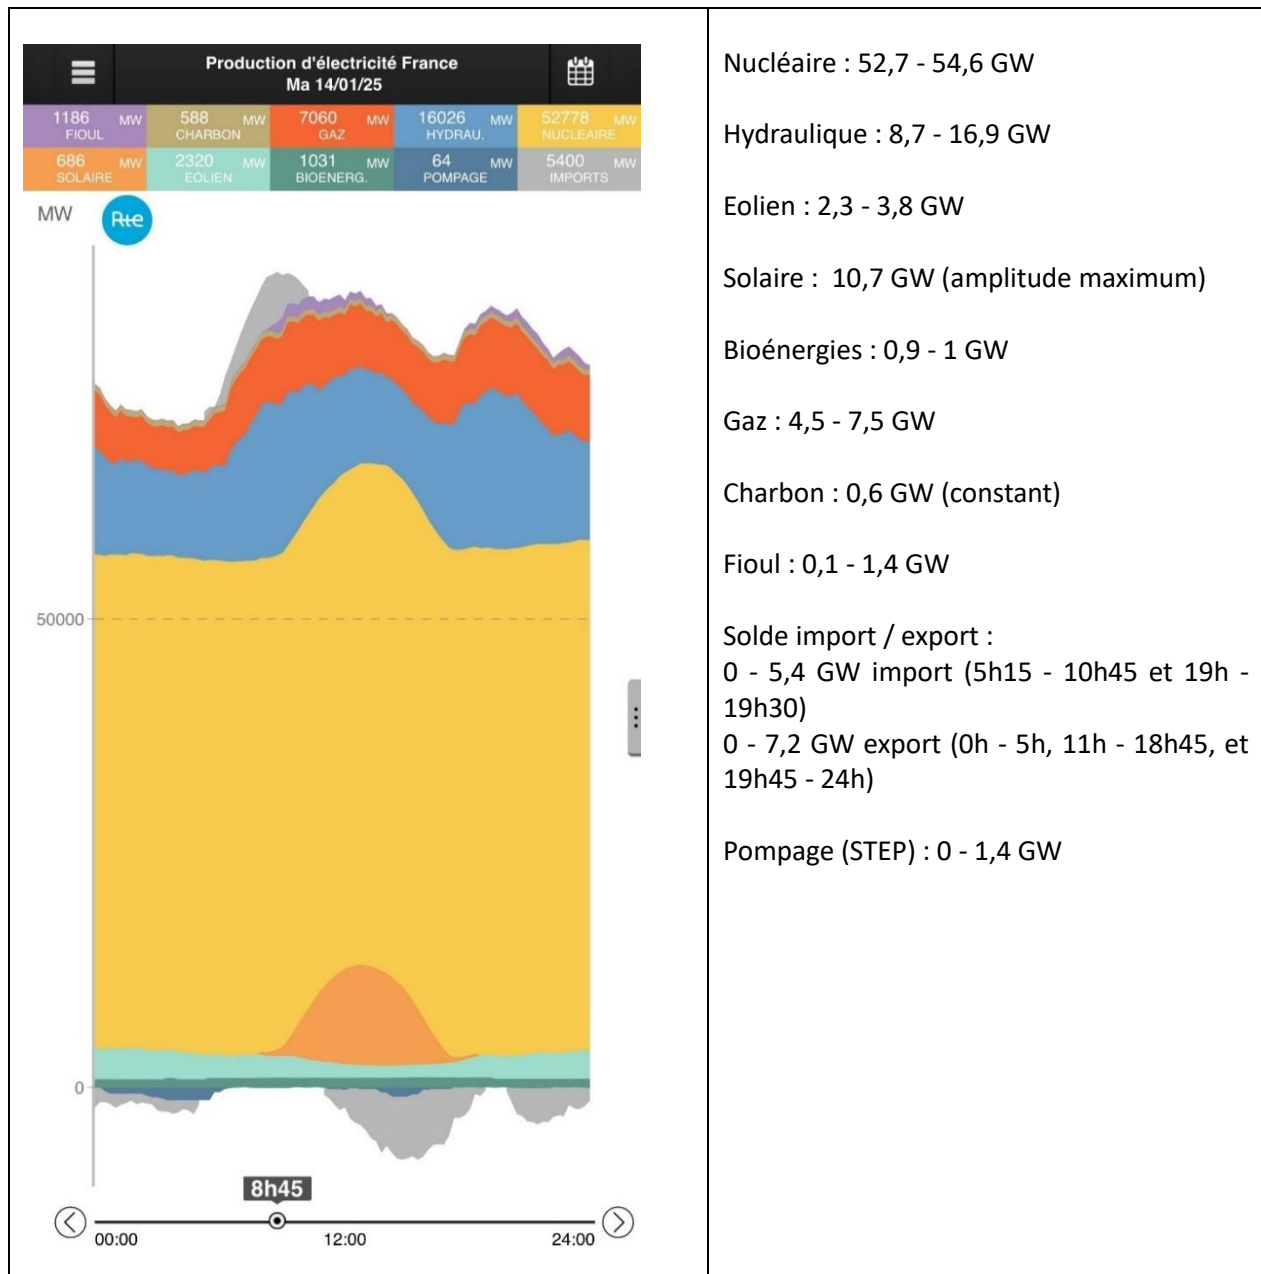 Production d'électricité France
Ma 14/01/25
1186 MW
FIOUL
588 MW
CHARBON
7060 MW
GAZ
16026 MW
HYDRAU.
52778 MW
NUCLEAIRE
686 MW
SOLAIRE
2320 MW
EOLIEN
1031 MW
BIOENERG.
64 MW
POMPAGE
5400 MW
IMPORTS
MW
Rte
50000
0
8h45
00:00
12:00
24:00
Nucléaire : 52,7 - 54,6 GW
Hydraulique : 8,7 - 16,9 GW
Eolien : 2,3 - 3,8 GW
Solaire : 10,7 GW (amplitude maximum)
Bioénergies : 0,9 - 1 GW
Gaz : 4,5 - 7,5 GW
Charbon : 0,6 GW (constant)
Fioul : 0,1 - 1,4 GW
Solde import / export :
0 - 5,4 GW import (5h15 - 10h45 et 19h -
19h30)
0 - 7,2 GW export (0h - 5h, 11h - 18h45, et
19h45 - 24h)
Pompage (STEP) : 0 - 1,4 GW